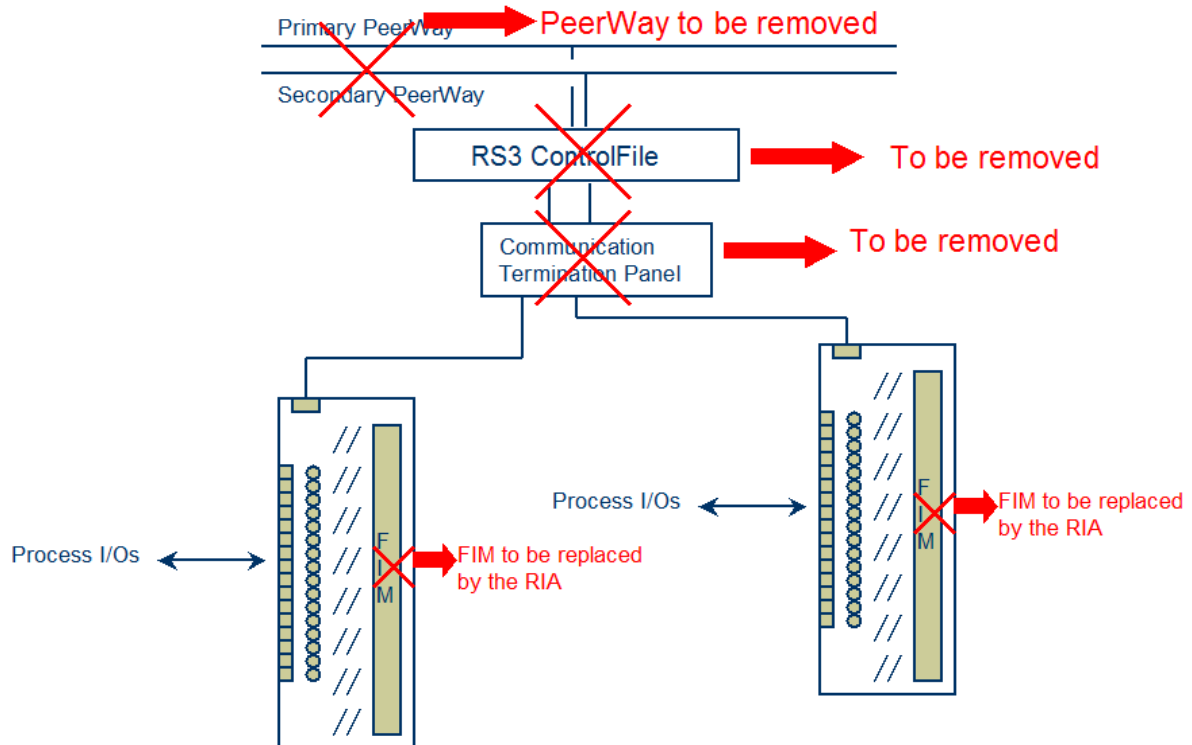 Primary PeerWay
PeerWay to be removed
Secondary PeerWay
RS3 ControlFile
To be removed
Communication
Termination Panel
To be removed
Process I/Os
F
I
M
FIM to be replaced
by the RIA
Process I/Os
F
I
M
FIM to be replaced
by the RIA